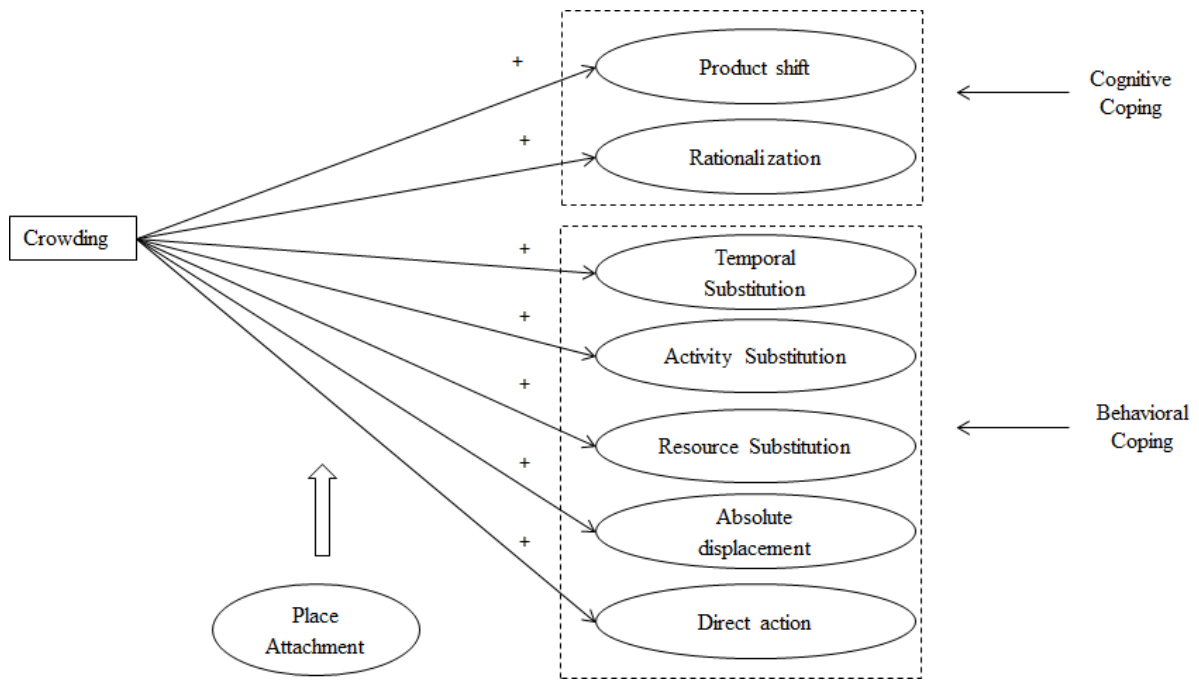 +
Product shift
Cognitive
Coping
+
Rationalization
Crowding
+
Temporal
Substitution
+
Activity Substitution
+
Resource Substitution
Behavioral
Coping
+
Absolute
displacement
+
Direct action
Place
Attachment